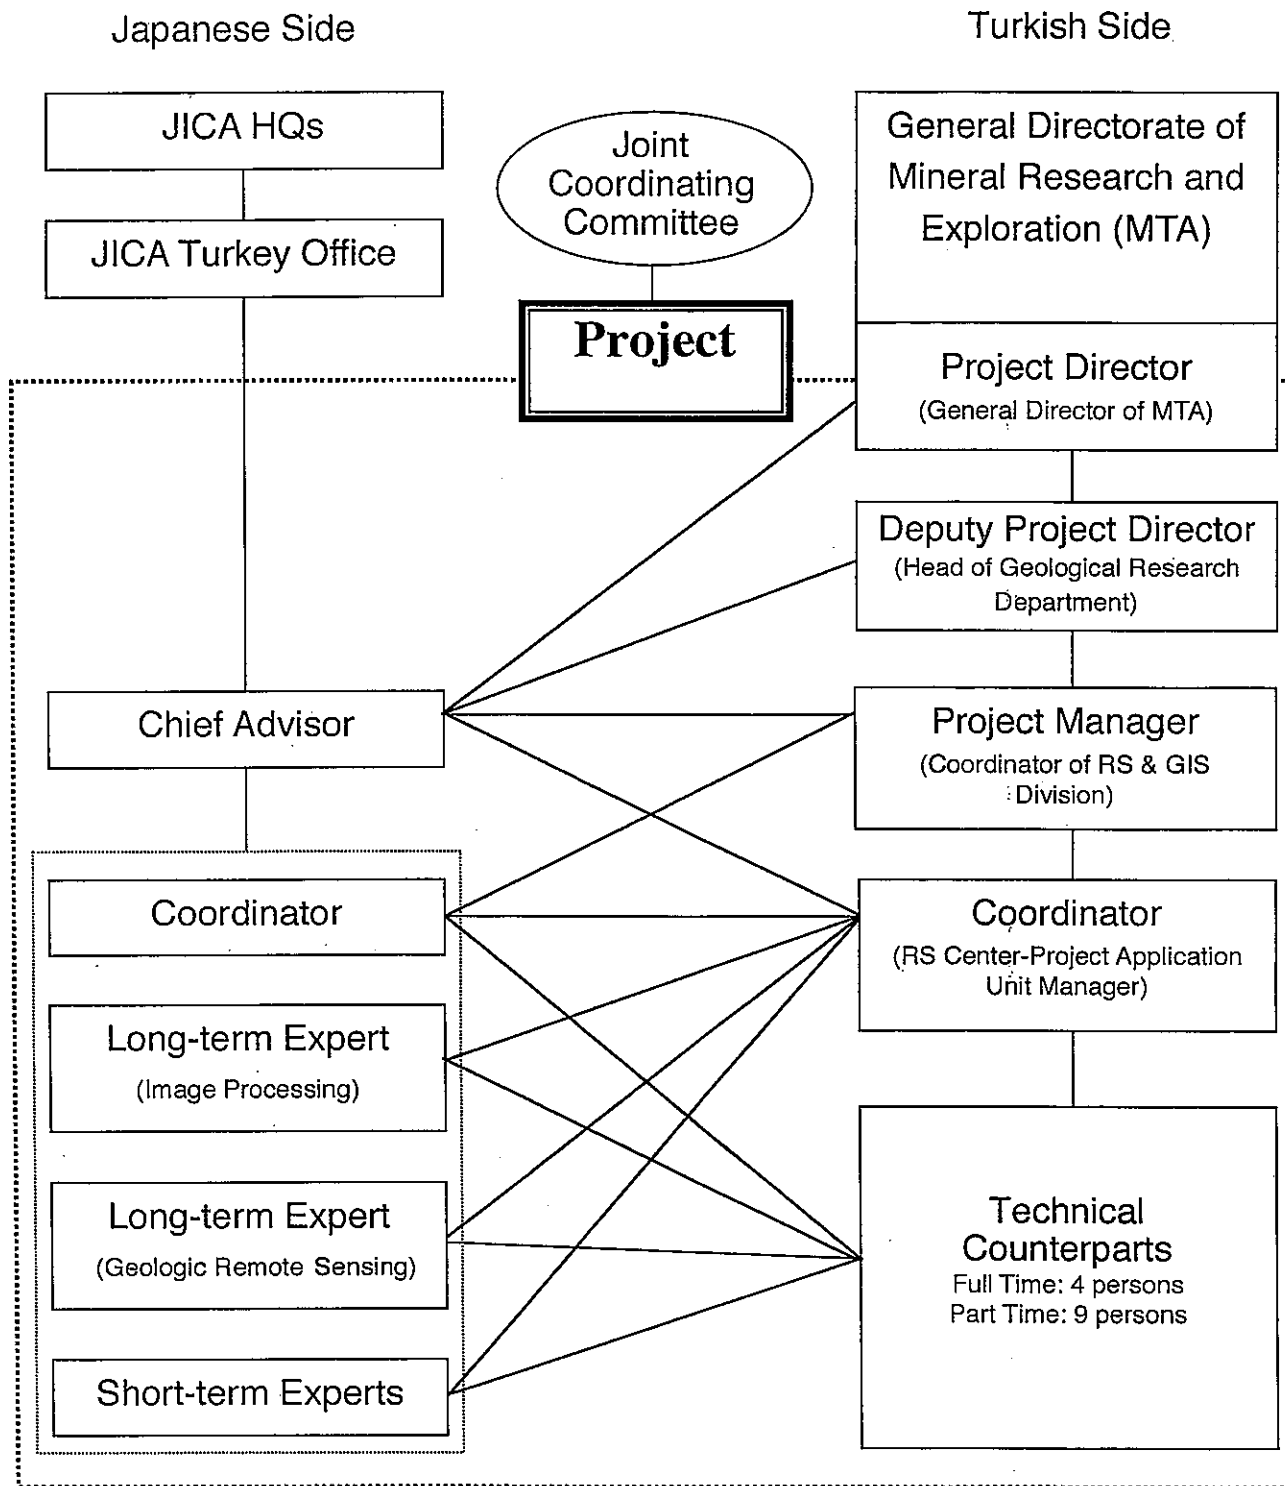 Japanese Side
Turkish Side
JICA HQs
JICA Turkey Office
Joint
Coordinating
Committee
Project
General Directorate of
Mineral Research and
Exploration (MTA)
Project Director
(General Director of MTA)
Deputy Project Director
(Head of Geological Research
Department)
Chief Advisor
Project Manager
(Coordinator of RS & GIS
Division)
Coordinator
Coordinator
(RS Center-Project Application
Unit Manager)
Long-term Expert
(Image Processing)
Long-term Expert
(Geologic Remote Sensing)
Short-term Experts
Technical
Counterparts
Full Time: 4 persons
Part Time: 9 persons